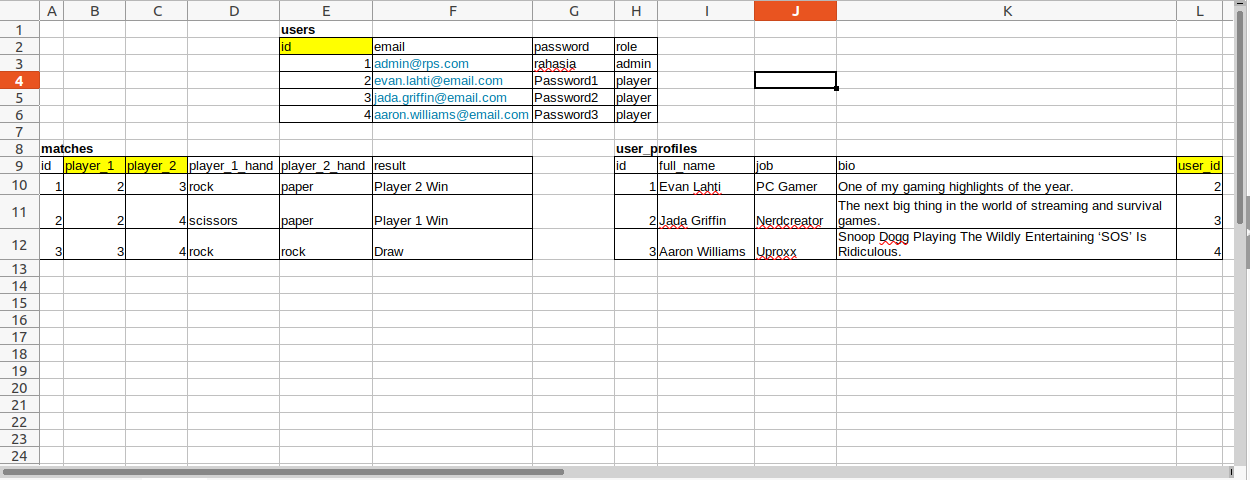 A B C D E F G H I J K L
1 users
2 id email password role
3 1 admin@rps.com rahasia admin
4 2 evan.lahti@email.com Password1 player
5 3 jada.griffin@email.com Password2 player
6 4 aaron.williams@email.com Password3 player
7
8 matches user_profiles
9 id player_1 player_2 player_1_hand player_2_hand result id full_name job bio user_id
10 1 2 3 rock paper Player 2 Win 1 Evan Lahti PC Gamer One of my gaming highlights of the year. 2
The next big thing in the world of streaming and survival
11 2 2 4 scissors paper Player 1 Win 2 Jada Griffin Nerdcreator games. 3
Snoop Dogg Playing The Wildly Entertaining ‘SOS’ Is
12 3 3 4 rock rock Draw 3 Aaron Williams Uproxx Ridiculous. 4
13
14
15
16
17
18
19
20
21
22
23
24